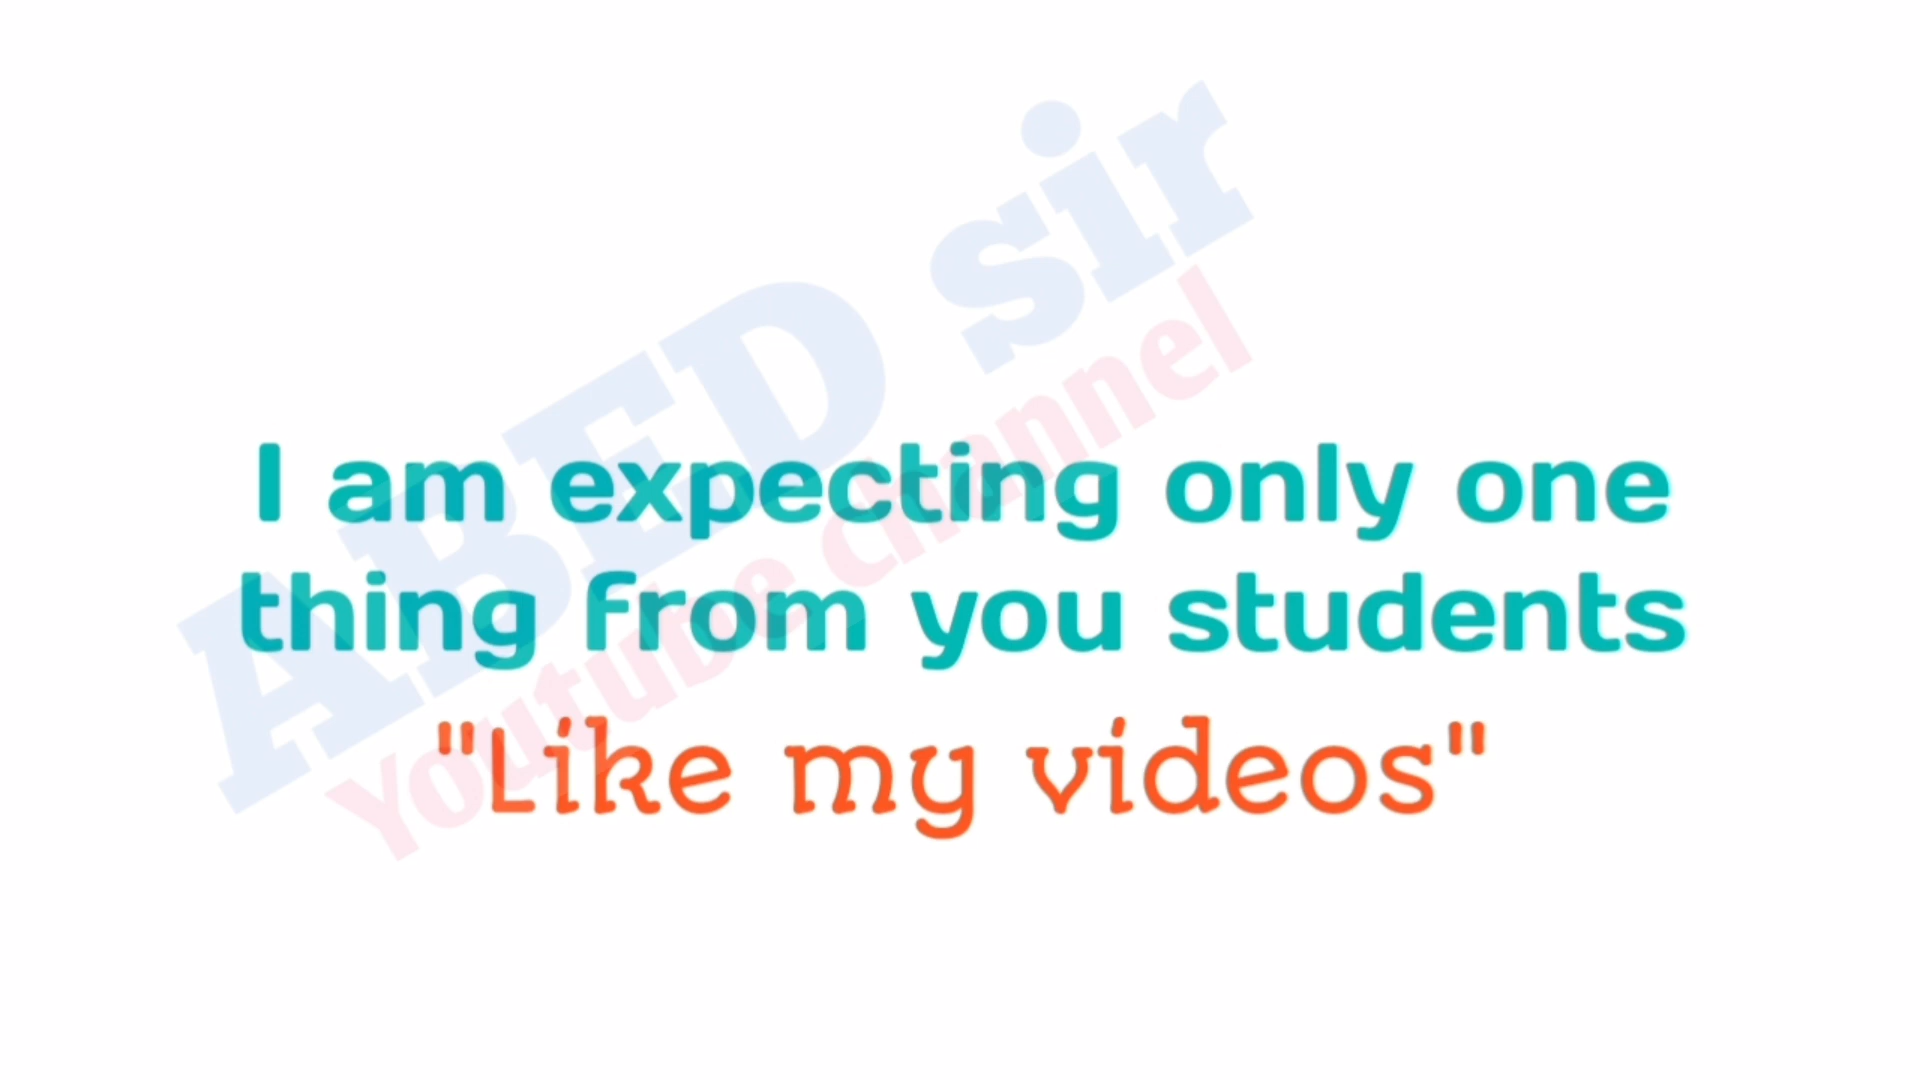 ABED sir
Youtube channel
I am expecting only one
thing from you students
"Like my videos"